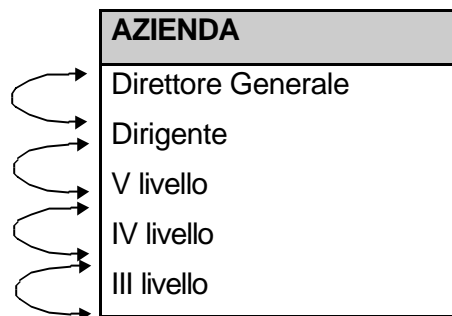 AZIENDA
Direttore Generale
Dirigente
V livello
IV livello
III livello